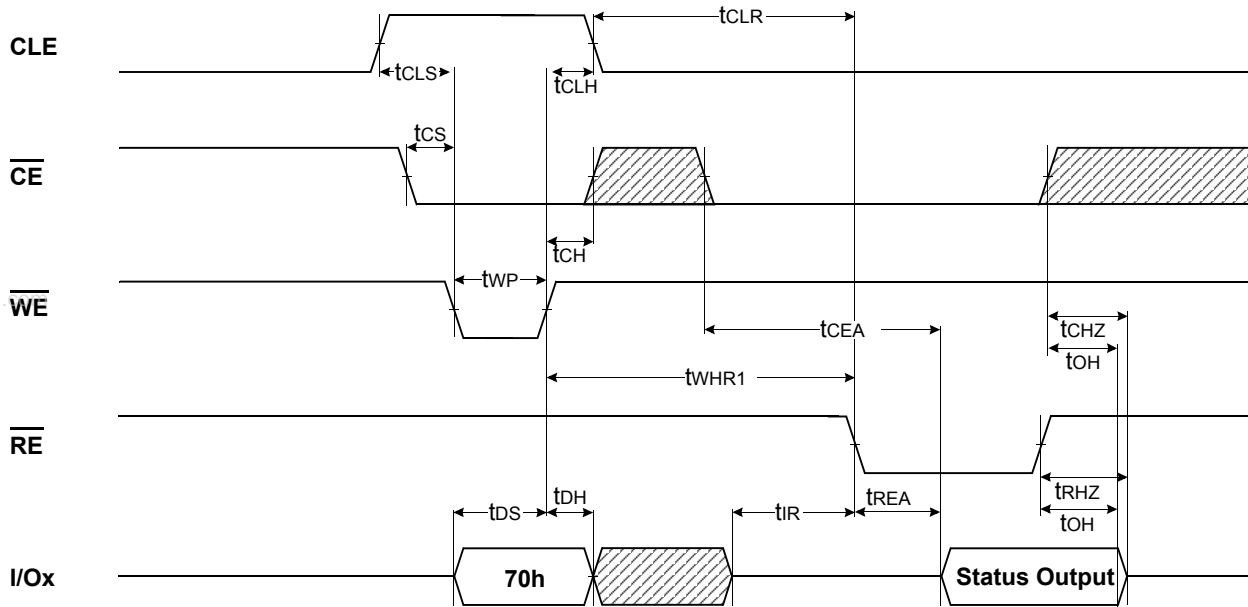 tCLR
CLE
tCLS
tCLH
tCS
CE
tCH
tWP
WE
tCEA
tCHZ
tOH
tWHR1
RE
tDH
tRHZ
tDS
tIR
tREA
tOH
I/Ox
70h
Status Output